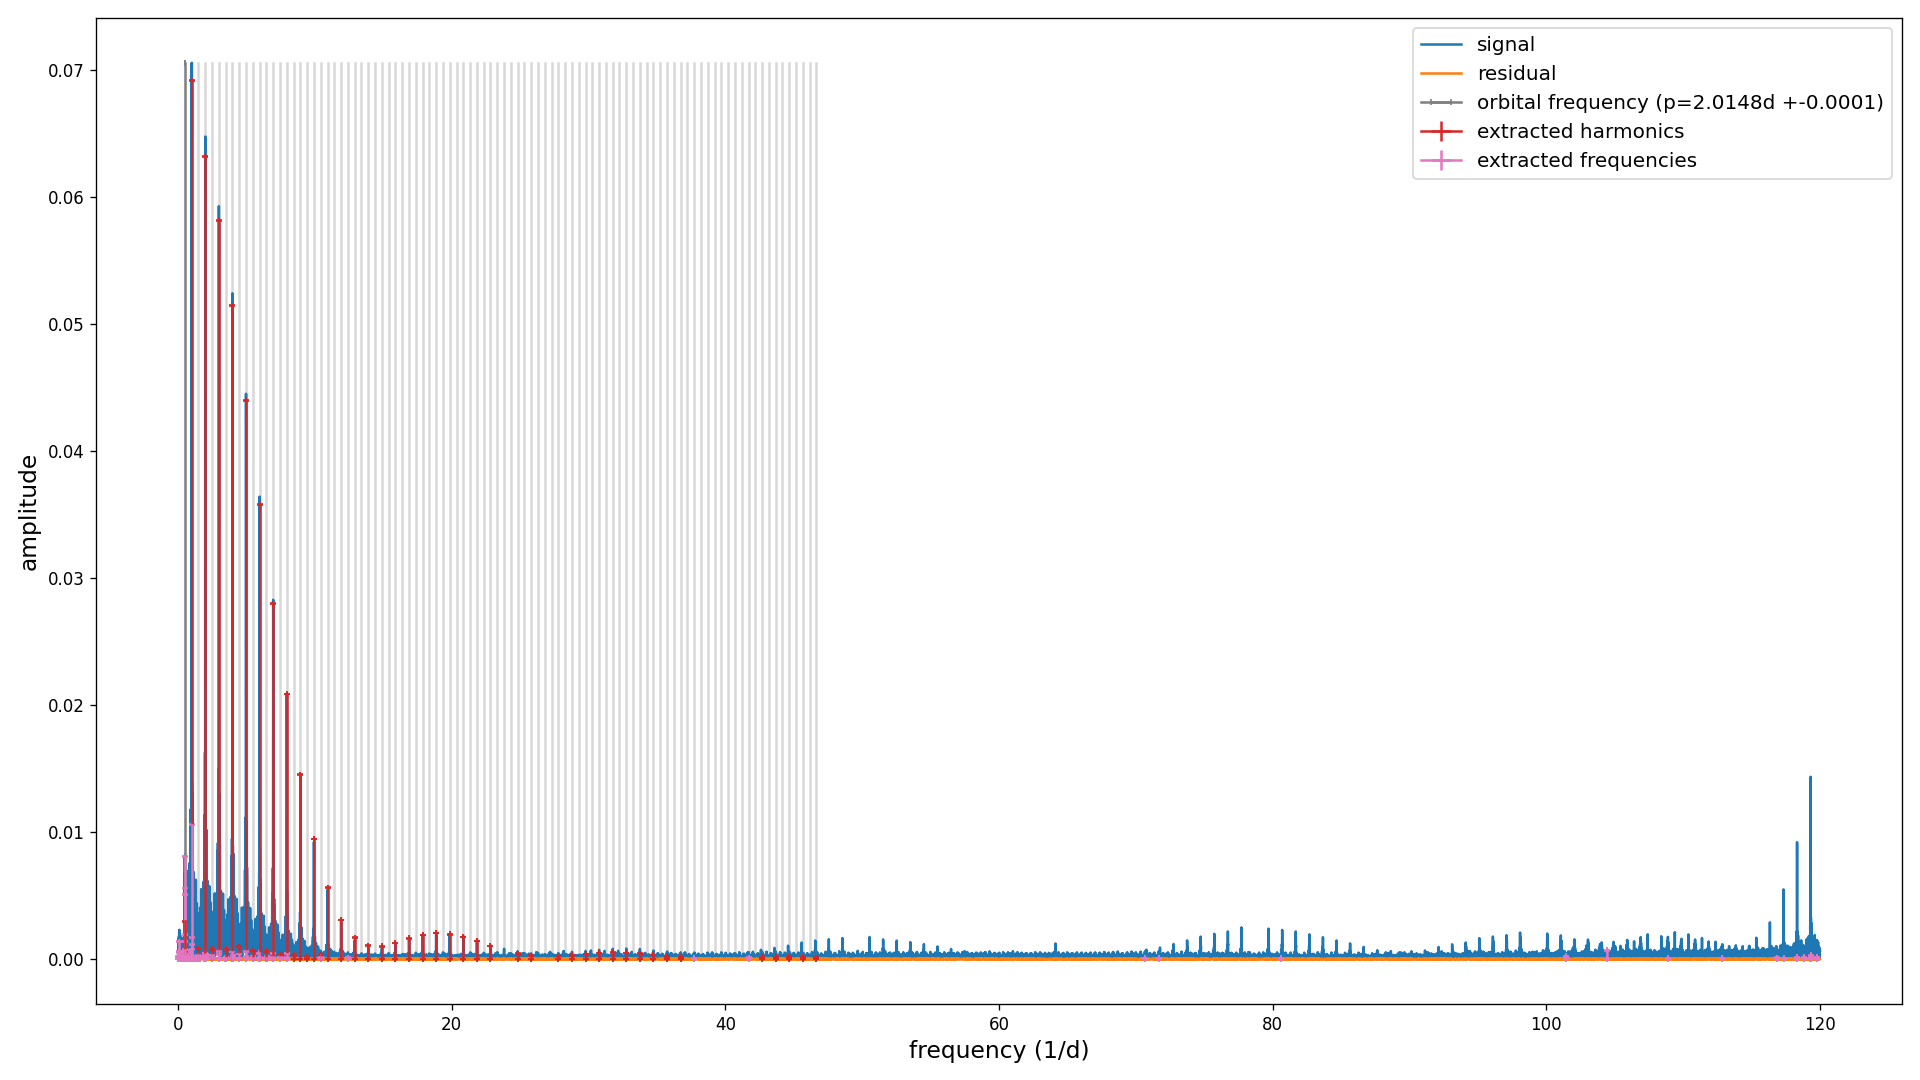 signal
residual
orbital frequency (p=2.0148d +-0.0001)
extracted harmonics
extracted frequencies
amplitude
0.07
0.06
0.05
0.04
0.03
0.02
0.01
0.00
0 20 40 60 80 100 120
frequency (1/d)